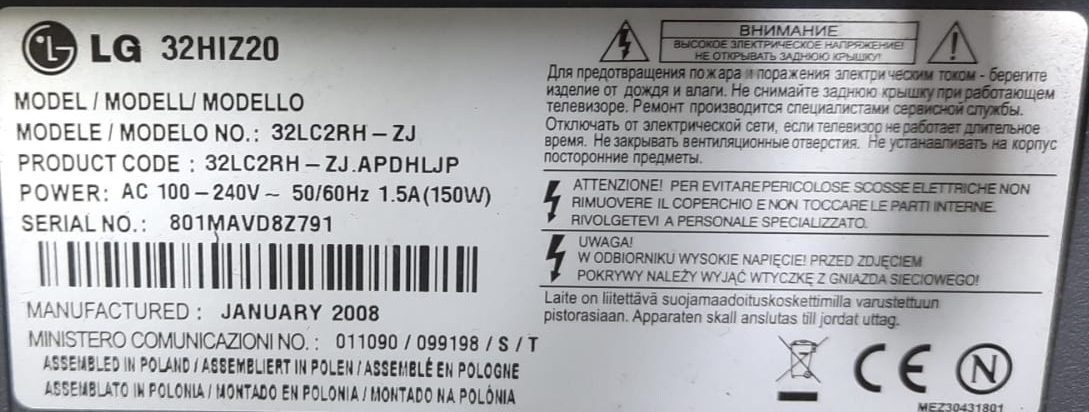 LG 32HIZ20
MODEL / MODELL/ MODELLO
MODELE / MODELO NO.: 32LC2RH – ZJ
PRODUCT CODE : 32LC2RH – ZJ.APDHLJP
POWER: AC 100 – 240V ~ 50/60Hz 1.5A(150W)
SERIAL NO.: 801MAVD8Z791
MANUFACTURED : JANUARY 2008
MINISTERO COMUNICAZIONI NO. : 011090 / 099198 / S / T
ASSEMBLED IN POLAND / ASSEMBLIERT IN POLEN / ASSEMBLÉ EN POLOGNE
ASSEMBLATO IN POLONIA / MONTADO EN POLONIA / MONTADO NA POLÓNIA
ВНИМАНИЕ
ВЫСОКОЕ ЭЛЕКТРИЧЕСКОЕ НАПРЯЖЕНИЕ!
НЕ ОТКРЫВАТЬ ЗАДНЮЮ КРЫШКУ!
Для предотвращения пожара и поражения электрическим током - берегите
изделие от дождя и влаги. Не снимайте заднюю крышку при работающем
телевизоре. Ремонт производится специалистами сервисной службы.
Отключать от электрической сети, если телевизор не работает длительное
время. Не закрывать вентиляционные отверстия. Не устанавливать на корпус
посторонние предметы.
ATTENZIONE! PER EVITARE PERICOLOSE SCOSSE ELETTRICHE NON
RIMUOVERE IL COPERCHIO E NON TOCCARE LE PARTI INTERNE.
RIVOLGETEVI A PERSONALE SPECIALIZZATO.
UWAGA!
W ODBIORNIKU WYSOKIE NAPIĘCIE! PRZED ZDJĘCIEM
POKRYWY NALEŻY WYJĄĆ WTYCZKĘ Z GNIAZDA SIECIOWEGO!
Laite on liitettävä suojamaadoituskoskettimilla varustettuun
pistorasiaan. Apparaten skall anslutas till jordat uttag.
CE N
MEZ30431801